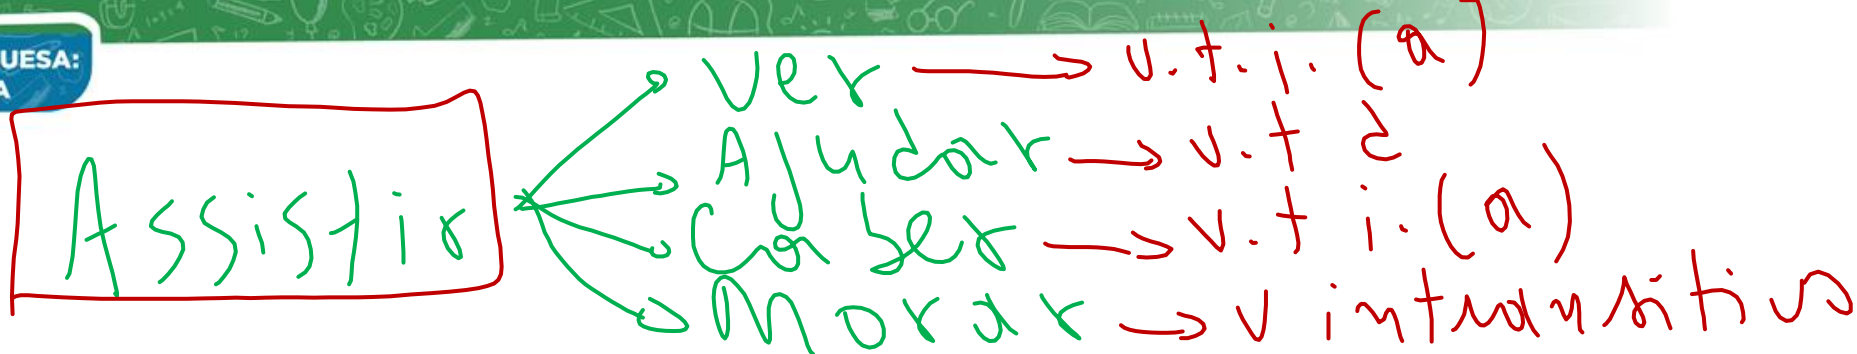 UESA:
A
Assistir
Ver → v.t.i. (a)
Ajudar → v.t d
Caber → v.t i. (a)
Morar → v intransitivo